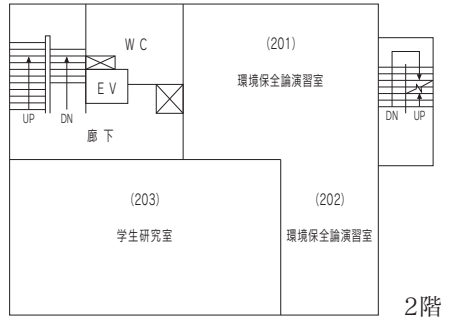 WC
(201)
環境保全論演習室
EV
UP
DN
DN
UP
廊下
(203)
学生研究室
(202)
環境保全論演習室
2階